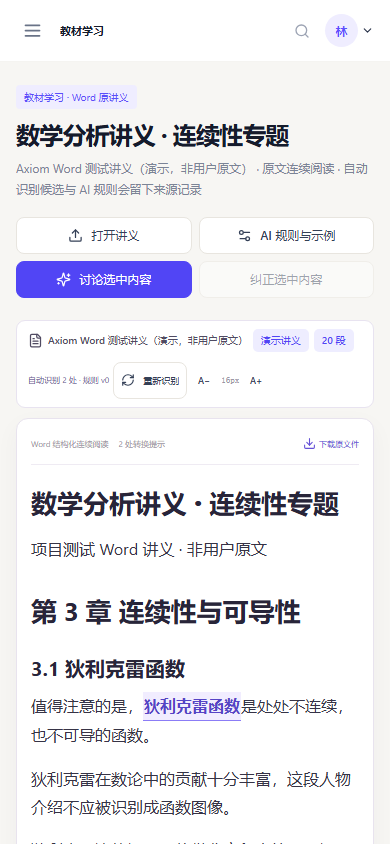 教材学习
林
教材学习 · Word 原讲义
数学分析讲义 · 连续性专题
Axiom Word 测试讲义（演示，非用户原文） · 原文连续阅读 · 自动
识别候选与 AI 规则会留下来源记录
打开讲义
AI 规则与示例
讨论选中内容
纠正选中内容
Axiom Word 测试讲义（演示，非用户原文）
演示讲义
20 段
自动识别 2 处 · 规则 v0
重新识别
A−
16px
A+
Word 结构化连续阅读
2 处转换提示
下载原文件
数学分析讲义 · 连续性专题
项目测试 Word 讲义 · 非用户原文
第 3 章 连续性与可导性
3.1 狄利克雷函数
值得注意的是，狄利克雷函数是处处不连续，
也不可导的函数。
狄利克雷在数论中的贡献十分丰富，这段人物
介绍不应被识别成函数图像。